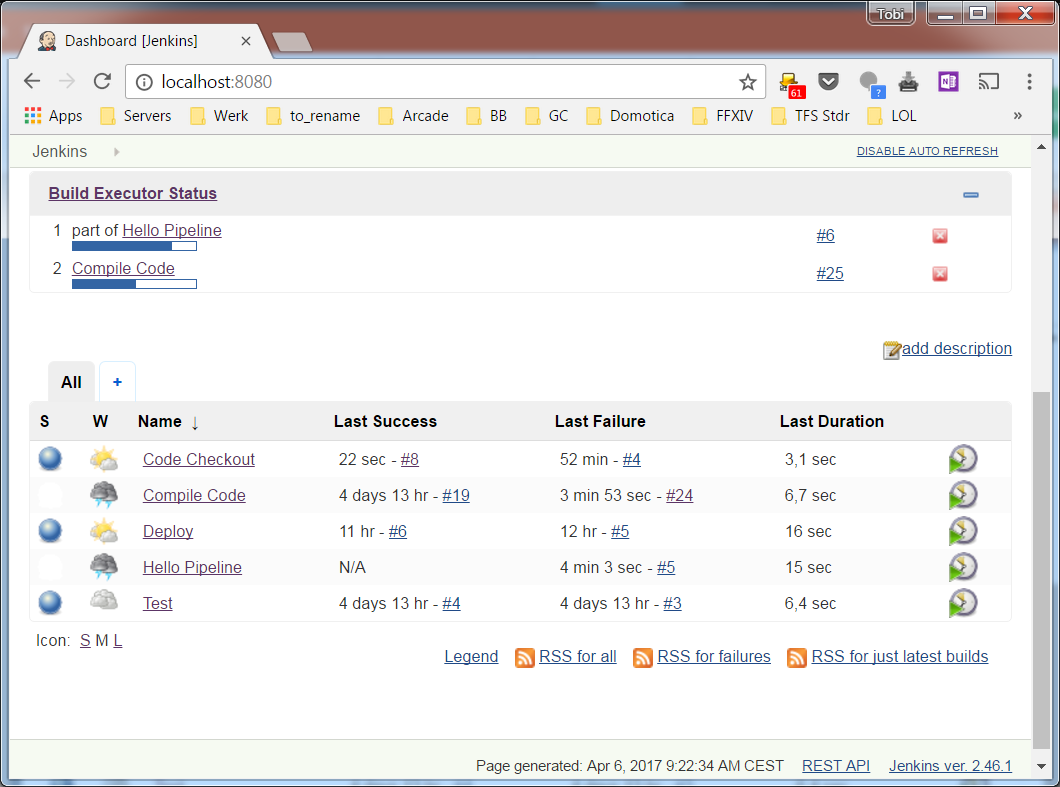 Tobi
Dashboard [Jenkins]
localhost:8080
61
?
Apps Servers Werk to_rename Arcade BB GC Domotica FFXIV TFS Stdr LOL »
Jenkins DISABLE AUTO REFRESH
Build Executor Status
1 part of Hello Pipeline #6
2 Compile Code #25
add description
All +
S W Name ↓ Last Success Last Failure Last Duration
Code Checkout 22 sec - #8 52 min - #4 3,1 sec
Compile Code 4 days 13 hr - #19 3 min 53 sec - #24 6,7 sec
Deploy 11 hr - #6 12 hr - #5 16 sec
Hello Pipeline N/A 4 min 3 sec - #5 15 sec
Test 4 days 13 hr - #4 4 days 13 hr - #3 6,4 sec
Icon: S M L
Legend RSS for all RSS for failures RSS for just latest builds
Page generated: Apr 6, 2017 9:22:34 AM CEST REST API Jenkins ver. 2.46.1